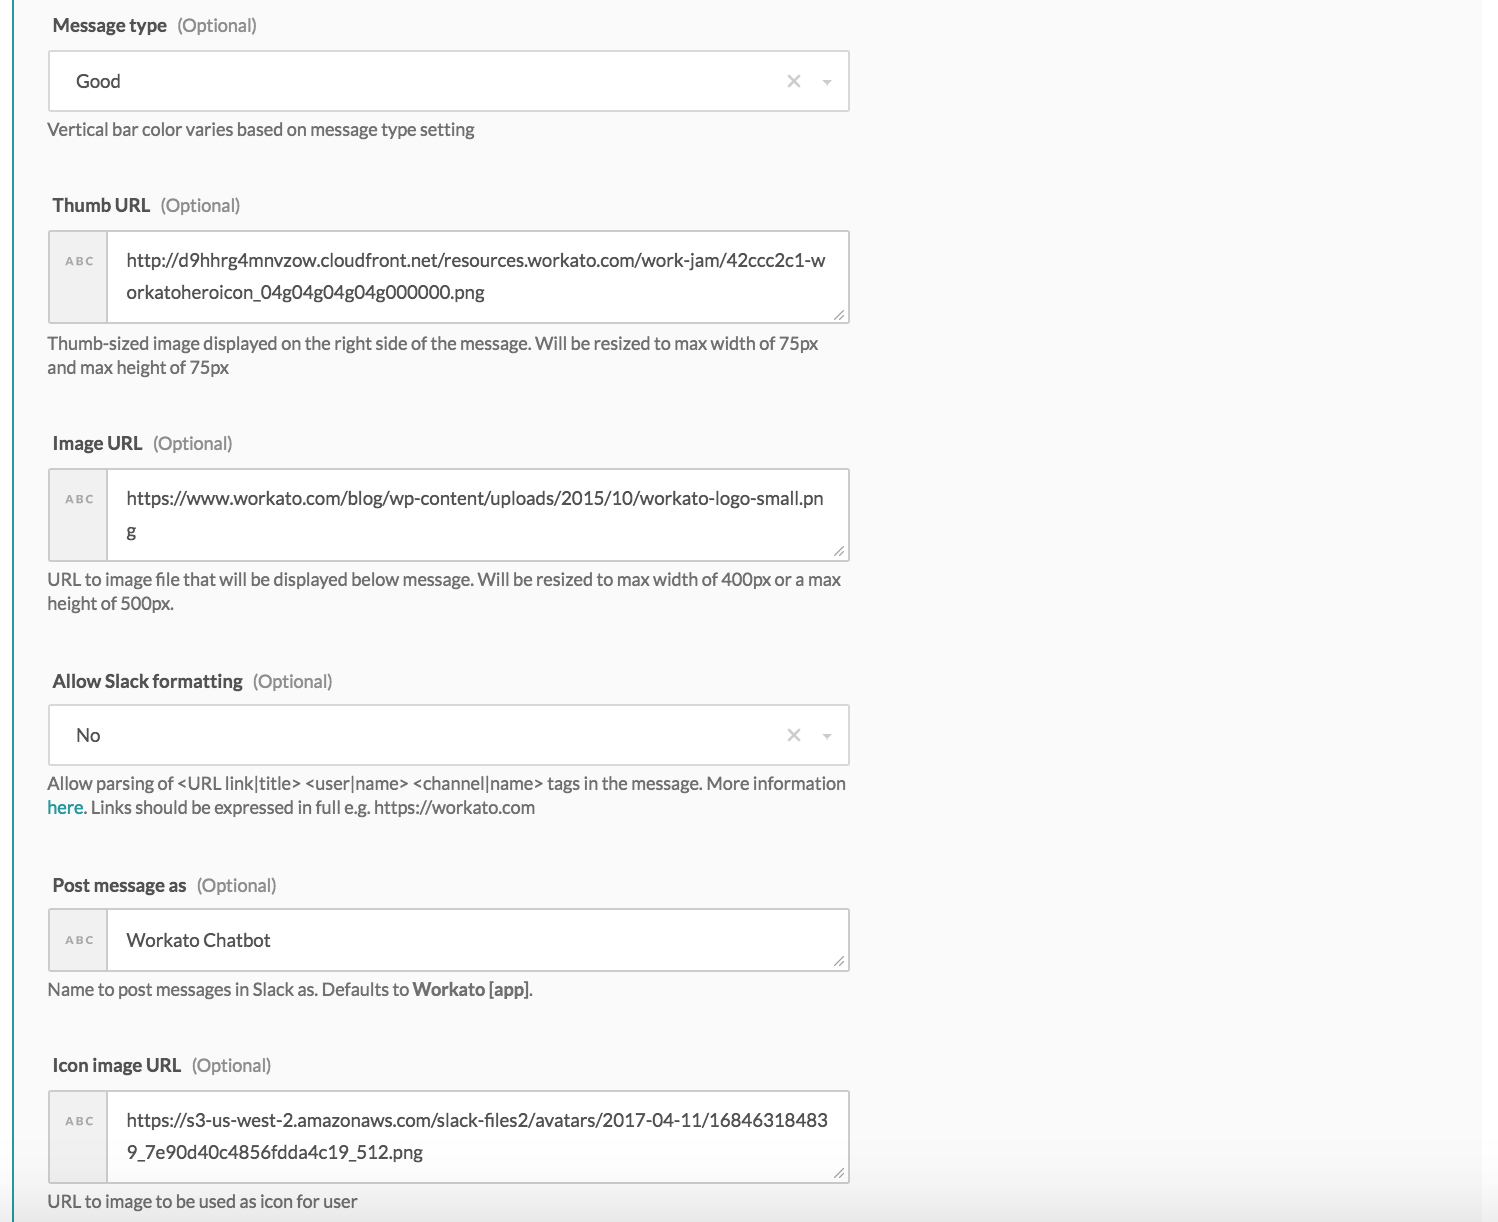 Message type (Optional)
Good
Vertical bar color varies based on message type setting
Thumb URL (Optional)
ABC
http://d9hhrg4mnvzow.cloudfront.net/resources.workato.com/work-jam/42ccc2c1-w
orkatoheroicon_04g04g04g04g000000.png
Thumb-sized image displayed on the right side of the message. Will be resized to max width of 75px
and max height of 75px
Image URL (Optional)
ABC
https://www.workato.com/blog/wp-content/uploads/2015/10/workato-logo-small.pn
g
URL to image file that will be displayed below message. Will be resized to max width of 400px or a max
height of 500px.
Allow Slack formatting (Optional)
No
Allow parsing of <URL link|title> <user|name> <channel|name> tags in the message. More information
here. Links should be expressed in full e.g. https://workato.com
Post message as (Optional)
ABC
Workato Chatbot
Name to post messages in Slack as. Defaults to Workato [app].
Icon image URL (Optional)
ABC
https://s3-us-west-2.amazonaws.com/slack-files2/avatars/2017-04-11/16846318483
9_7e90d40c4856fdda4c19_512.png
URL to image to be used as icon for user